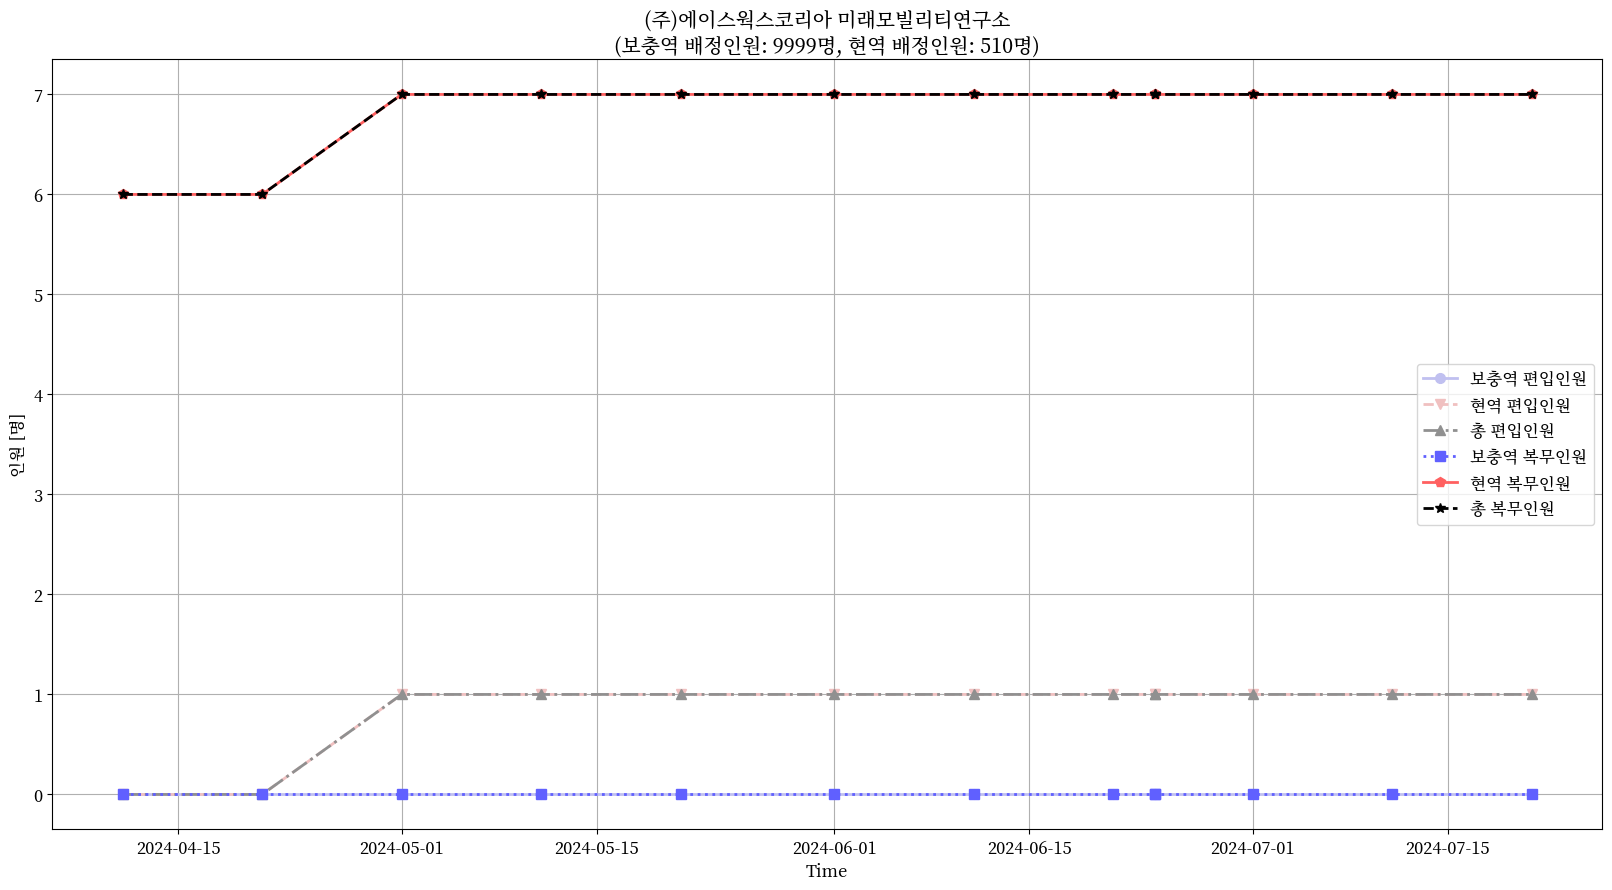 (주)에이스웍스코리아 미래모빌리티연구소
(보충역 배정인원: 9999명, 현역 배정인원: 510명)
7
6
5
4
3
2
1
0
인원 [명]
보충역 편입인원
현역 편입인원
총 편입인원
보충역 복무인원
현역 복무인원
총 복무인원
2024-04-15 2024-05-01 2024-05-15 2024-06-01 2024-06-15 2024-07-01 2024-07-15
Time